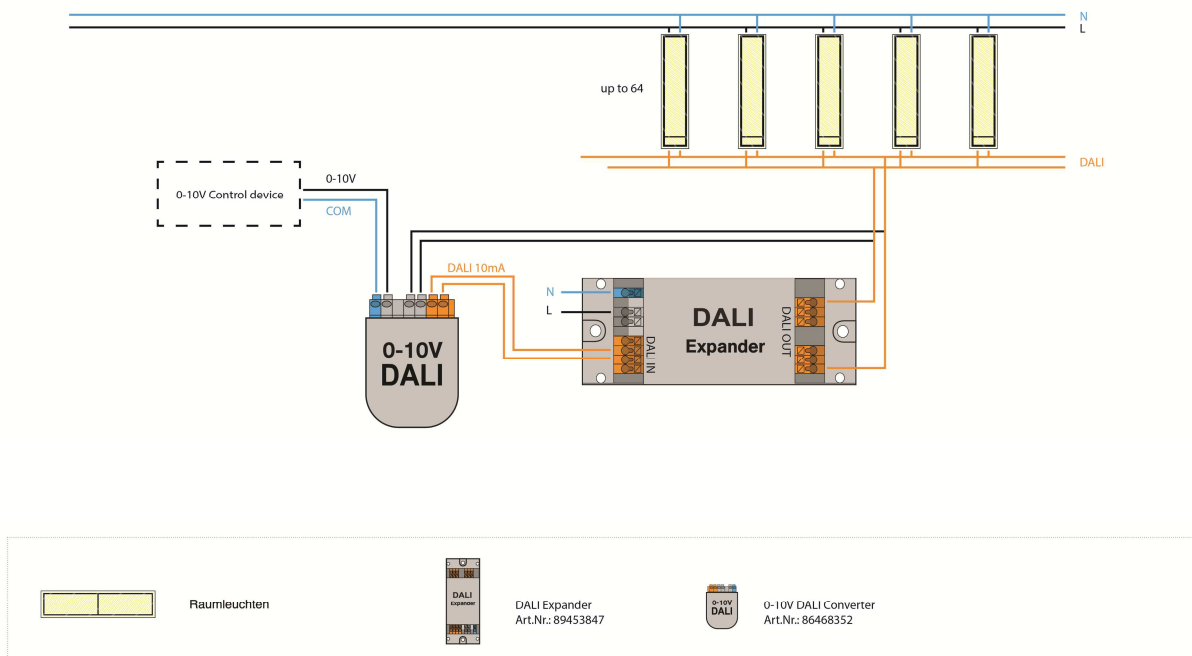 N
L
up to 64
DALI
0-10V Control device
0-10V
COM
DALI 10mA
N
L
DALI IN
DALI
Expander
DALI OUT
0-10V
DALI
Raumleuchten
DALI
Expander
DALI Expander
Art.Nr.: 89453847
0-10V
DALI
0-10V DALI Converter
Art.Nr.: 86468352